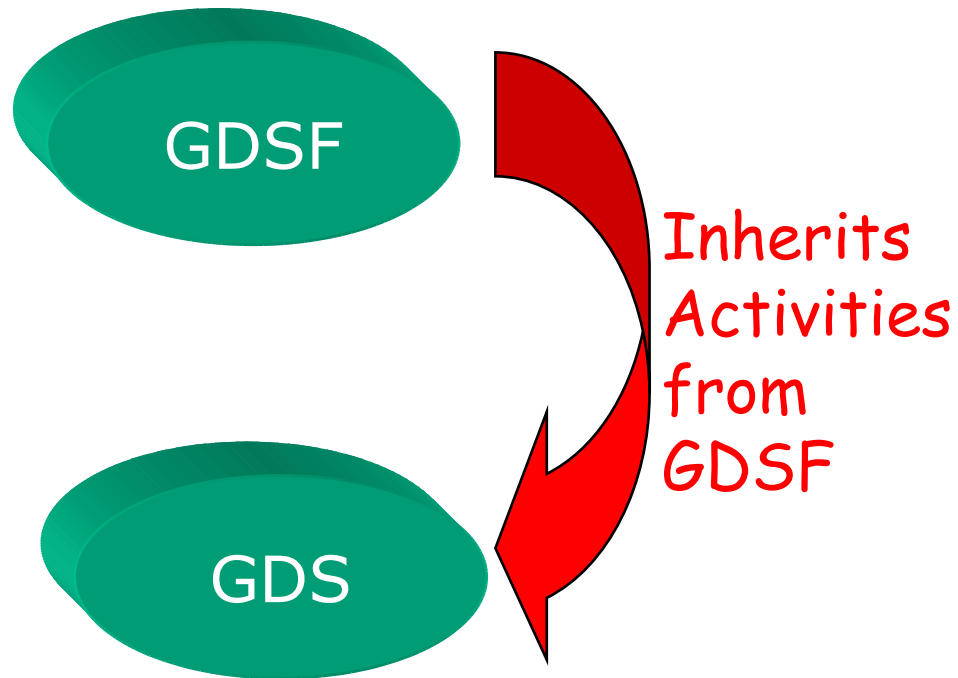 GDSF
Inherits
Activities
from
GDSF
GDS